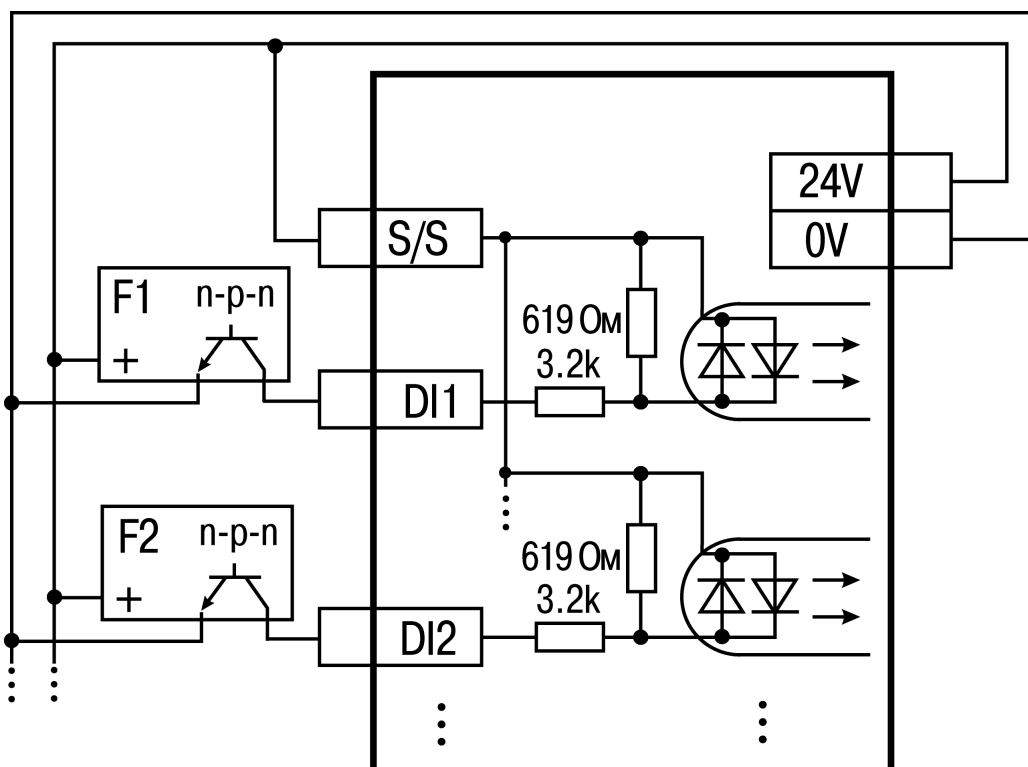 24V
0V
S/S
F1 n-p-n
+
619 Ом
3.2k
DI1
F2 n-p-n
+
619 Ом
3.2k
DI2